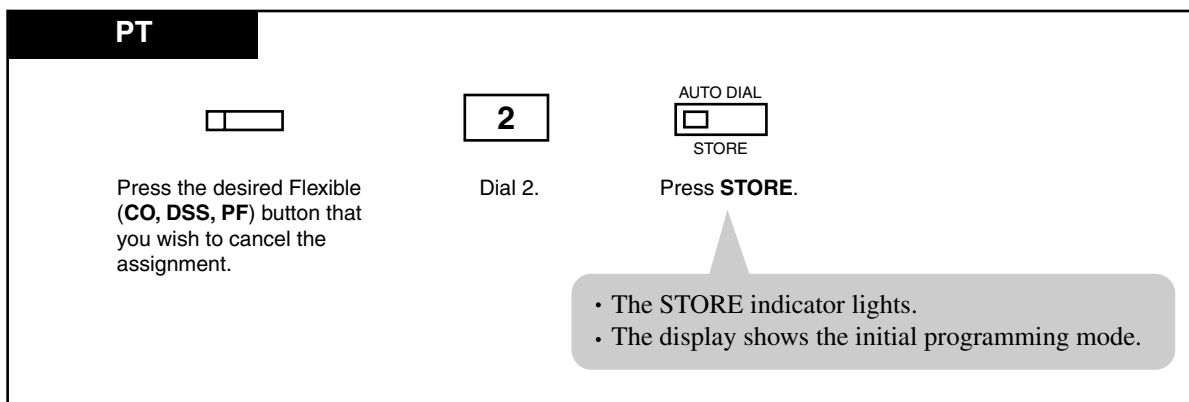 PT
2
AUTO DIAL
STORE
Press the desired Flexible
(CO, DSS, PF) button that
you wish to cancel the
assignment.
Dial 2.
Press STORE.
· The STORE indicator lights.
· The display shows the initial programming mode.